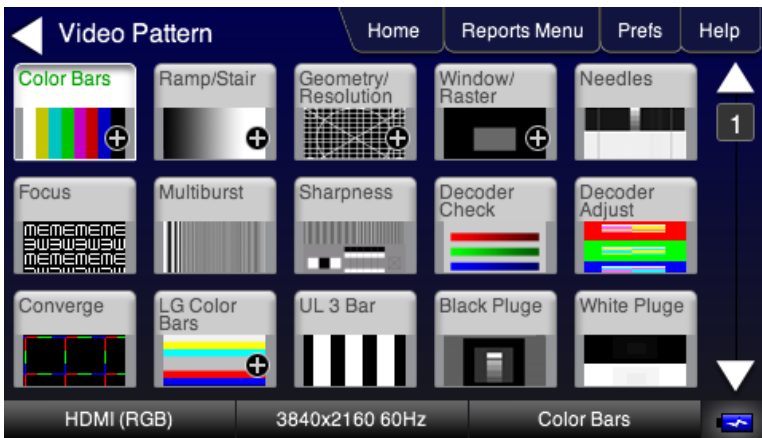 Video Pattern
Home
Reports Menu
Prefs
Help
Color Bars
Ramp/Stair
Geometry/
Resolution
Window/
Raster
Needles
1
Focus
Multiburst
Sharpness
Decoder
Check
Decoder
Adjust
MEMEMEME
Converge
LG Color
Bars
UL 3 Bar
Black Pluge
White Pluge
HDMI (RGB)
3840x2160 60Hz
Color Bars